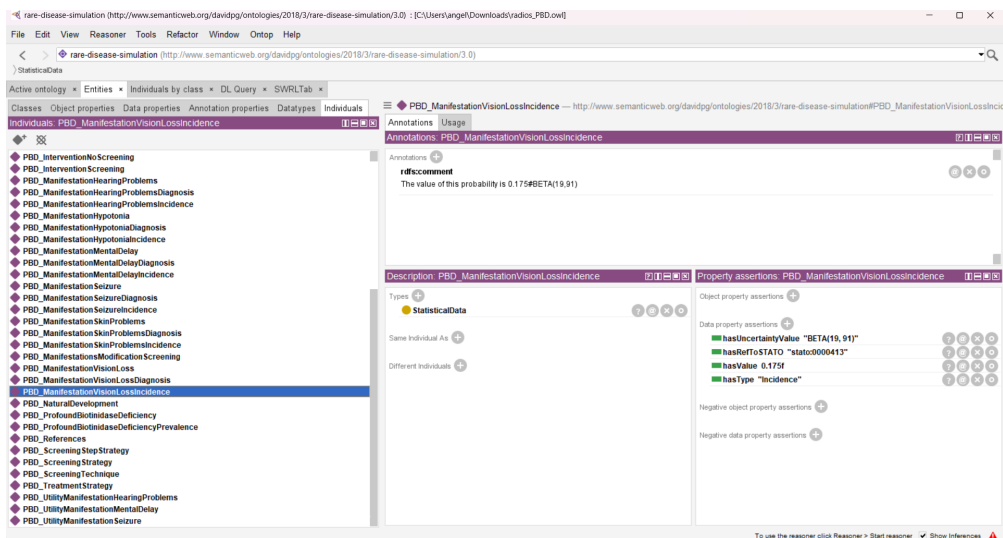 rare-disease-simulation (http://www.semanticweb.org/davidpg/ontologies/2018/3/rare-disease-simulation/3.0) : [C:\Users\angel\Downloads\radios_PBD.owl]
File Edit View Reasoner Tools Refactor Window Ontop Help
rare-disease-simulation (http://www.semanticweb.org/davidpg/ontologies/2018/3/rare-disease-simulation/3.0)
StatisticalData
Active ontology × Entities × Individuals by class × DL Query × SWRLTab ×
Classes Object properties Data properties Annotation properties Datatypes Individuals
Individuals: PBD_ManifestationVisionLossIncidence
PBD_InterventionNoScreening
PBD_InterventionScreening
PBD_ManifestationHearingProblems
PBD_ManifestationHearingProblemsDiagnosis
PBD_ManifestationHearingProblemsIncidence
PBD_ManifestationHypotonia
PBD_ManifestationHypotoniaDiagnosis
PBD_ManifestationHypotoniaIncidence
PBD_ManifestationMentalDelay
PBD_ManifestationMentalDelayDiagnosis
PBD_ManifestationMentalDelayIncidence
PBD_ManifestationSeizure
PBD_ManifestationSeizureDiagnosis
PBD_ManifestationSeizureIncidence
PBD_ManifestationSkinProblems
PBD_ManifestationSkinProblemsDiagnosis
PBD_ManifestationSkinProblemsIncidence
PBD_ManifestationsModificationScreening
PBD_ManifestationVisionLoss
PBD_ManifestationVisionLossDiagnosis
PBD_ManifestationVisionLossIncidence
PBD_NaturalDevelopment
PBD_ProfoundBiotinidaseDeficiency
PBD_ProfoundBiotinidaseDeficiencyPrevalence
PBD_References
PBD_ScreeningStepStrategy
PBD_ScreeningStrategy
PBD_ScreeningTechnique
PBD_TreatmentStrategy
PBD_UtilityManifestationHearingProblems
PBD_UtilityManifestationMentalDelay
PBD_UtilityManifestationSeizure
PBD_ManifestationVisionLossIncidence — http://www.semanticweb.org/davidpg/ontologies/2018/3/rare-disease-simulation#PBD_ManifestationVisionLossInci
Annotations Usage
Annotations: PBD_ManifestationVisionLossIncidence
Annotations
rdfs:comment
The value of this probability is 0.175#BETA(19,91)
Description: PBD_ManifestationVisionLossIncidence
Types
StatisticalData
Same Individual As
Different Individuals
Property assertions: PBD_ManifestationVisionLossIncidence
Object property assertions
Data property assertions
hasUncertaintyValue "BETA(19, 91)"
hasRefToSTATO "stato:0000413"
hasValue 0.175f
hasType "Incidence"
Negative object property assertions
Negative data property assertions
To use the reasoner click Reasoner > Start reasoner Show Inferences